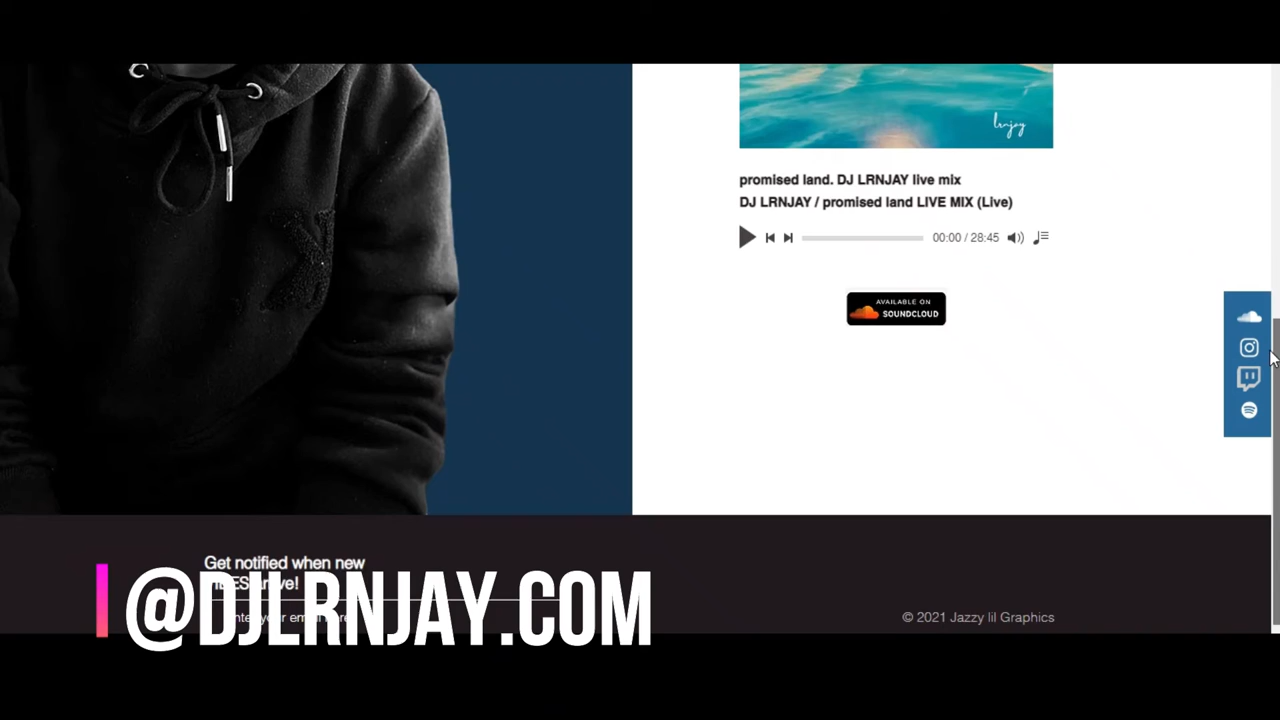 lrnjay
promised land. DJ LRNJAY live mix
DJ LRNJAY / promised land LIVE MIX (Live)
00:00 / 28:45
AVAILABLE ON
SOUNDCLOUD
Get notified when new
@DJLRNJAY.COM
© 2021 Jazzy lil Graphics